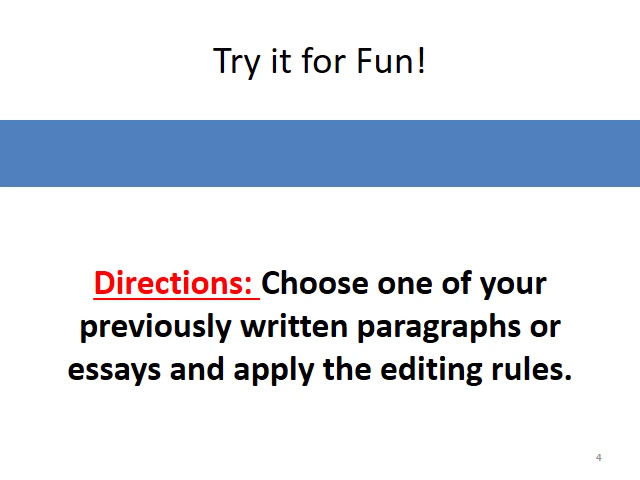 Try it for Fun!
Directions: Choose one of your
previously written paragraphs or
essays and apply the editing rules.
4